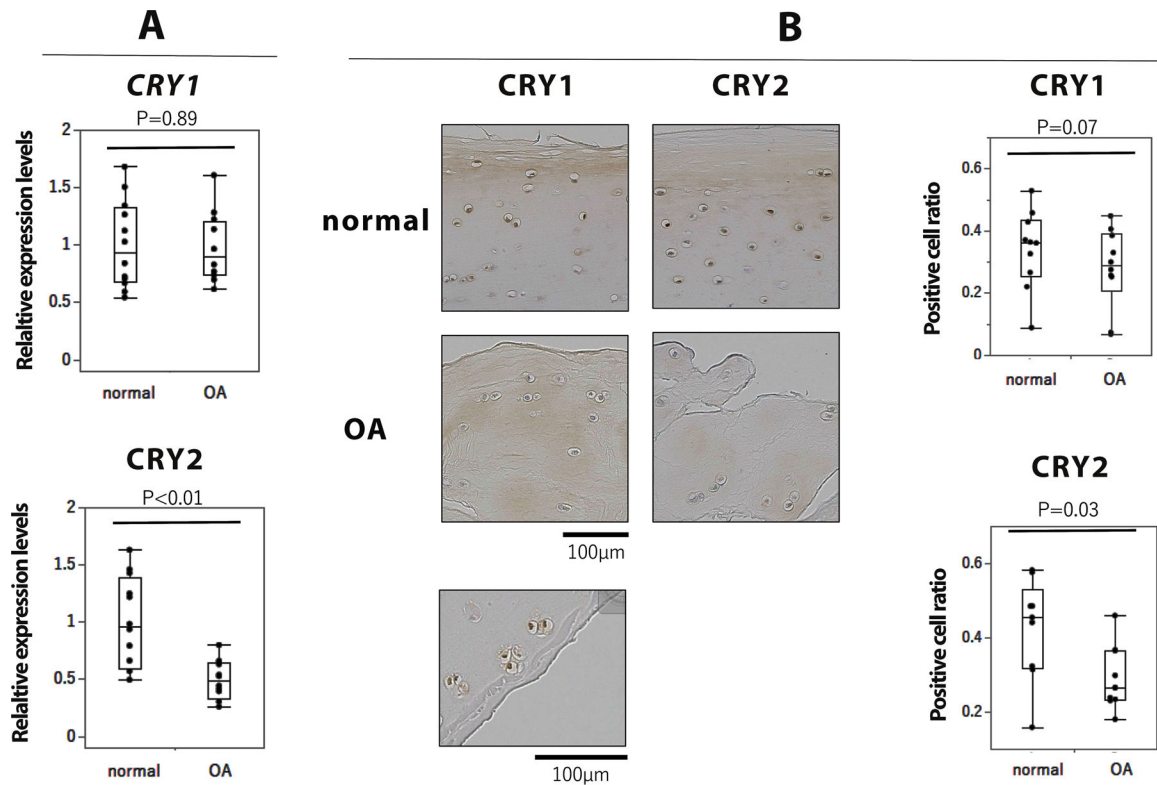 A
CRY1
P=0.89
Relaltive expression levels
2
1.5
1
0.5
0
normal
OA
CRY2
P<0.01
Relaltive expression levels
2
1.5
1
0.5
0
normal
OA
B
CRY1
CRY2
normal
OA
100μm
100μm
CRY1
P=0.07
Positive cell ratio
0.6
0.4
0.2
0
normal
OA
CRY2
P=0.03
Positive cell ratio
0.6
0.4
0.2
normal
OA